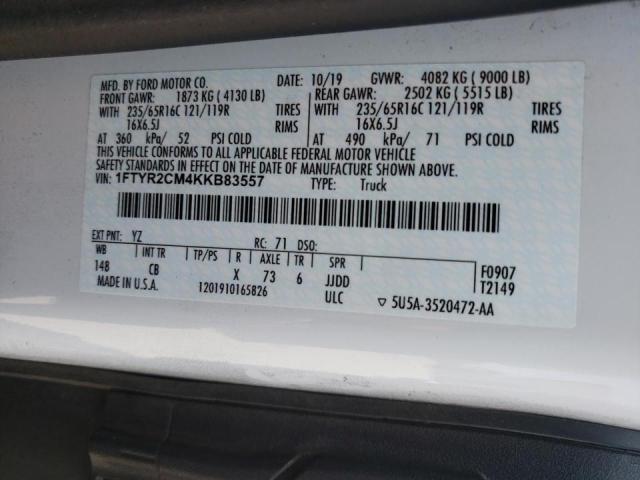 MFD. BY FORD MOTOR CO. DATE: 10/19 GVWR: 4082 KG ( 9000 LB)
FRONT GAWR: 1873 KG ( 4130 LB) REAR GAWR: 2502 KG ( 5515 LB)
WITH 235/65R16C 121/119R TIRES WITH 235/65R16C 121/119R TIRES
16X6.5J RIMS 16X6.5J RIMS
AT 360 kPa/ 52 PSI COLD AT 490 kPa/ 71 PSI COLD
THIS VEHICLE CONFORMS TO ALL APPLICABLE FEDERAL MOTOR VEHICLE
SAFETY STANDARDS IN EFFECT ON THE DATE OF MANUFACTURE SHOWN ABOVE.
VIN: 1FTYR2CM4KKB83557 TYPE: Truck
EXT PNT: YZ RC: 71 DSO:
WB INT TR TP/PS R AXLE TR SPR
148 CB X 73 6 JJDD
F0907
T2149
MADE IN U.S.A. 1201910165826 ULC ▽ 5U5A-3520472-AA